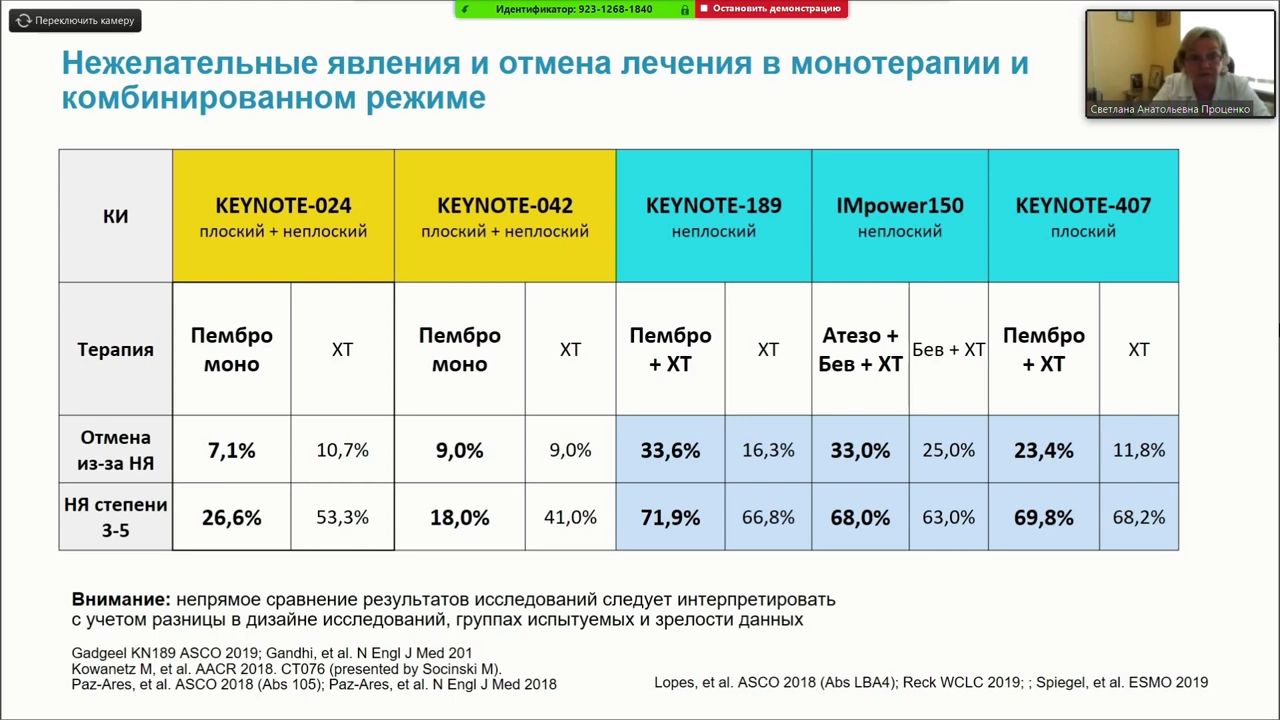 Переключить камеру
Идентификатор: 923-1268-1840
Остановить демонстрацию
Светлана Анатольевна Проценко
Нежелательные явления и отмена лечения в монотерапии и
комбинированном режиме
КИ
KEYNOTE-024
плоский + неплоский
KEYNOTE-042
плоский + неплоский
KEYNOTE-189
неплоский
IMpower150
неплоский
KEYNOTE-407
плоский
Терапия
Пембро
моно
ХТ
Пембро
моно
ХТ
Пембро
+ ХТ
ХТ
Атезо +
Бев + ХТ
Бев + ХТ
Пембро
+ ХТ
ХТ
Отмена
из-за НЯ
7,1%
10,7%
9,0%
9,0%
33,6%
16,3%
33,0%
25,0%
23,4%
11,8%
НЯ степени
3-5
26,6%
53,3%
18,0%
41,0%
71,9%
66,8%
68,0%
63,0%
69,8%
68,2%
Внимание: непрямое сравнение результатов исследований следует интерпретировать
с учетом разницы в дизайне исследований, группах испытуемых и зрелости данных
Gadgeel KN189 ASCO 2019; Gandhi, et al. N Engl J Med 201
Kowanetz M, et al. AACR 2018. CT076 (presented by Socinski M).
Paz-Ares, et al. ASCO 2018 (Abs 105); Paz-Ares, et al. N Engl J Med 2018
Lopes, et al. ASCO 2018 (Abs LBA4); Reck WCLC 2019; ; Spiegel, et al. ESMO 2019